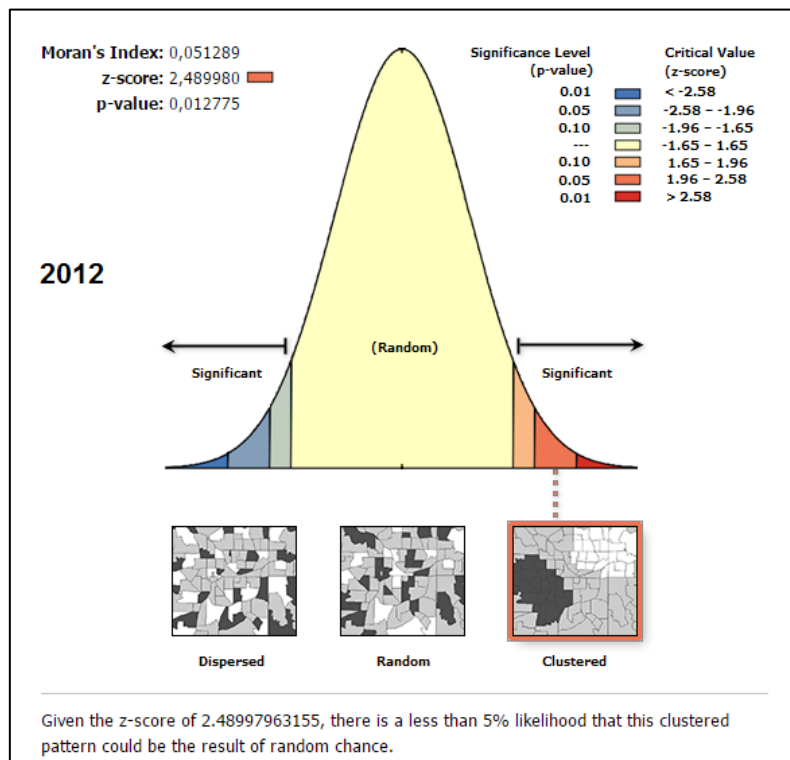 Moran's Index: 0,051289
z-score: 2,489980
p-value: 0,012775
Significance Level
(p-value)
Critical Value
(z-score)
0.01 < -2.58
0.05 -2.58 – -1.96
0.10 -1.96 – -1.65
--- -1.65 – 1.65
0.10 1.65 – 1.96
0.05 1.96 – 2.58
0.01 > 2.58
2012
(Random)
Significant
Significant
Dispersed
Random
Clustered
Given the z-score of 2.48997963155, there is a less than 5% likelihood that this clustered
pattern could be the result of random chance.